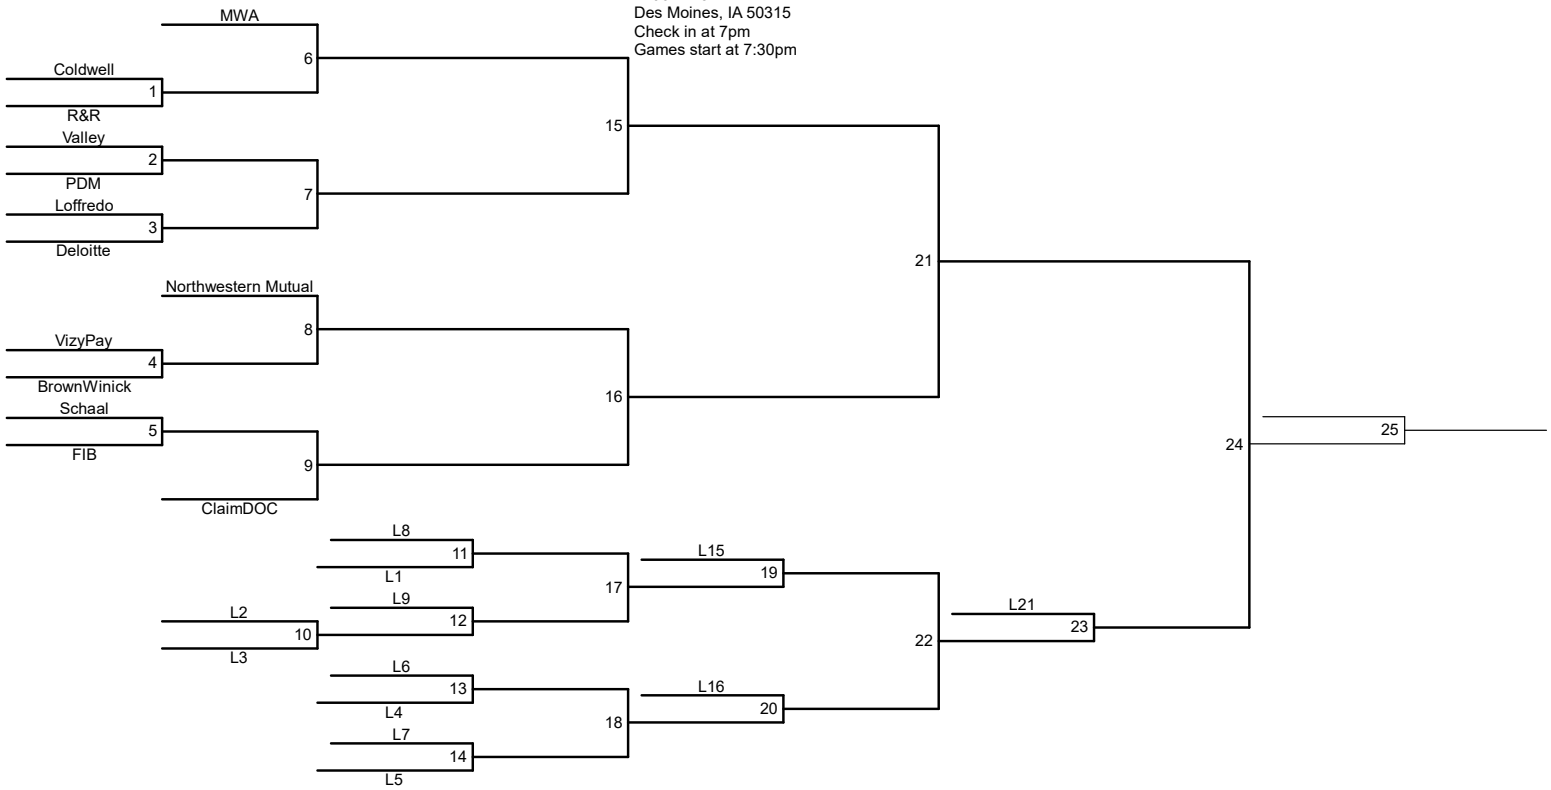 Des Moines, IA 50315
Check in at 7pm
Games start at 7:30pm
MWA
6
Coldwell
1
R&R
Valley
2
PDM
7
Loffredo
3
Deloitte
15
Northwestern Mutual
8
VizyPay
4
BrownWinick
Schaal
5
FIB
9
ClaimDOC
16
21
24
25
L8
11
L1
L9
12
L2
10
L3
17
L15
19
L6
13
L4
L7
14
L5
18
L16
20
22
L21
23